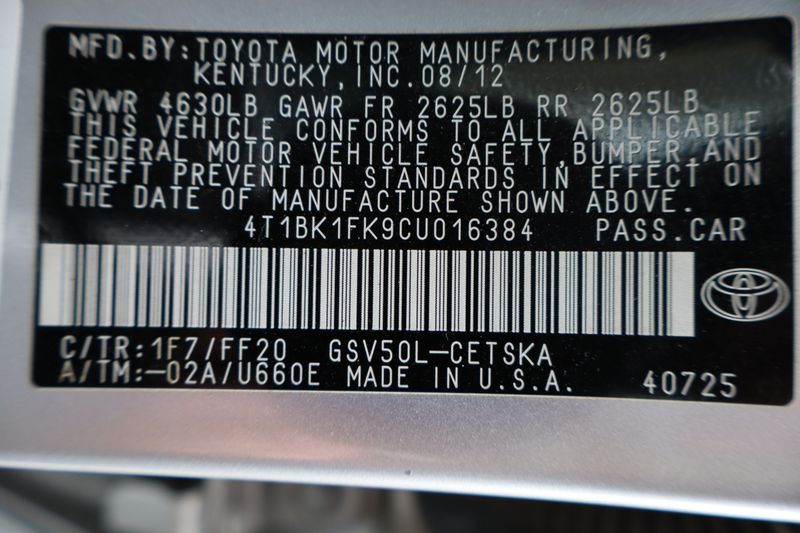 MFD.BY:TOYOTA MOTOR MANUFACTURING,
KENTUCKY,INC.08/12
GVWR 4630LB GAWR FR 2625LB RR 2625LB
THIS VEHICLE CONFORMS TO ALL APPLICABLE
FEDERAL MOTOR VEHICLE SAFETY,BUMPER,AND
THEFT PREVENTION STANDARDS IN EFFECT ON
THE DATE OF MANUFACTURE SHOWN ABOVE.
4T1BK1FK9CU016384 PASS.CAR
C/TR:1F7/FF20 GSV50L-CETSKA
A/TM:-02A/U660E MADE IN U.S.A. 40725